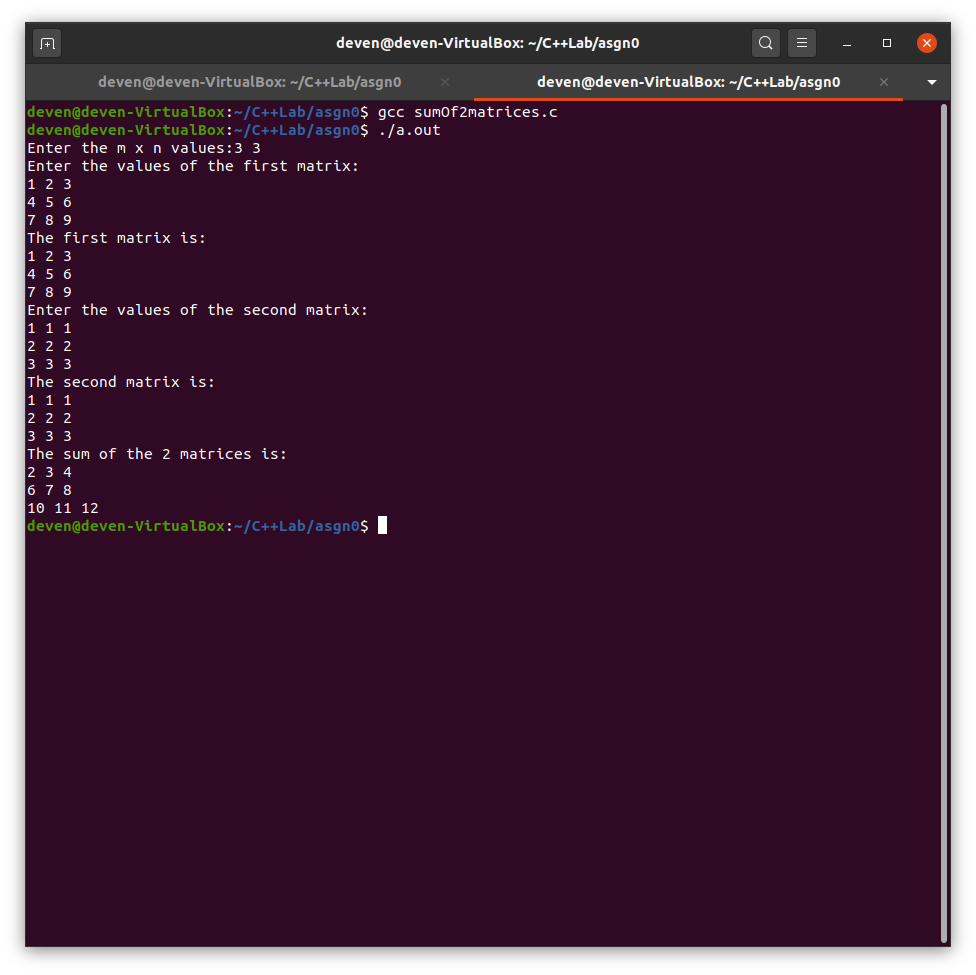 deven@deven-VirtualBox: ~/C++Lab/asgn0
deven@deven-VirtualBox: ~/C++Lab/asgn0
deven@deven-VirtualBox: ~/C++Lab/asgn0
deven@deven-VirtualBox:~/C++Lab/asgn0$ gcc sumOf2matrices.c
deven@deven-VirtualBox:~/C++Lab/asgn0$ ./a.out
Enter the m x n values:3 3
Enter the values of the first matrix:
1 2 3
4 5 6
7 8 9
The first matrix is:
1 2 3
4 5 6
7 8 9
Enter the values of the second matrix:
1 1 1
2 2 2
3 3 3
The second matrix is:
1 1 1
2 2 2
3 3 3
The sum of the 2 matrices is:
2 3 4
6 7 8
10 11 12
deven@deven-VirtualBox:~/C++Lab/asgn0$